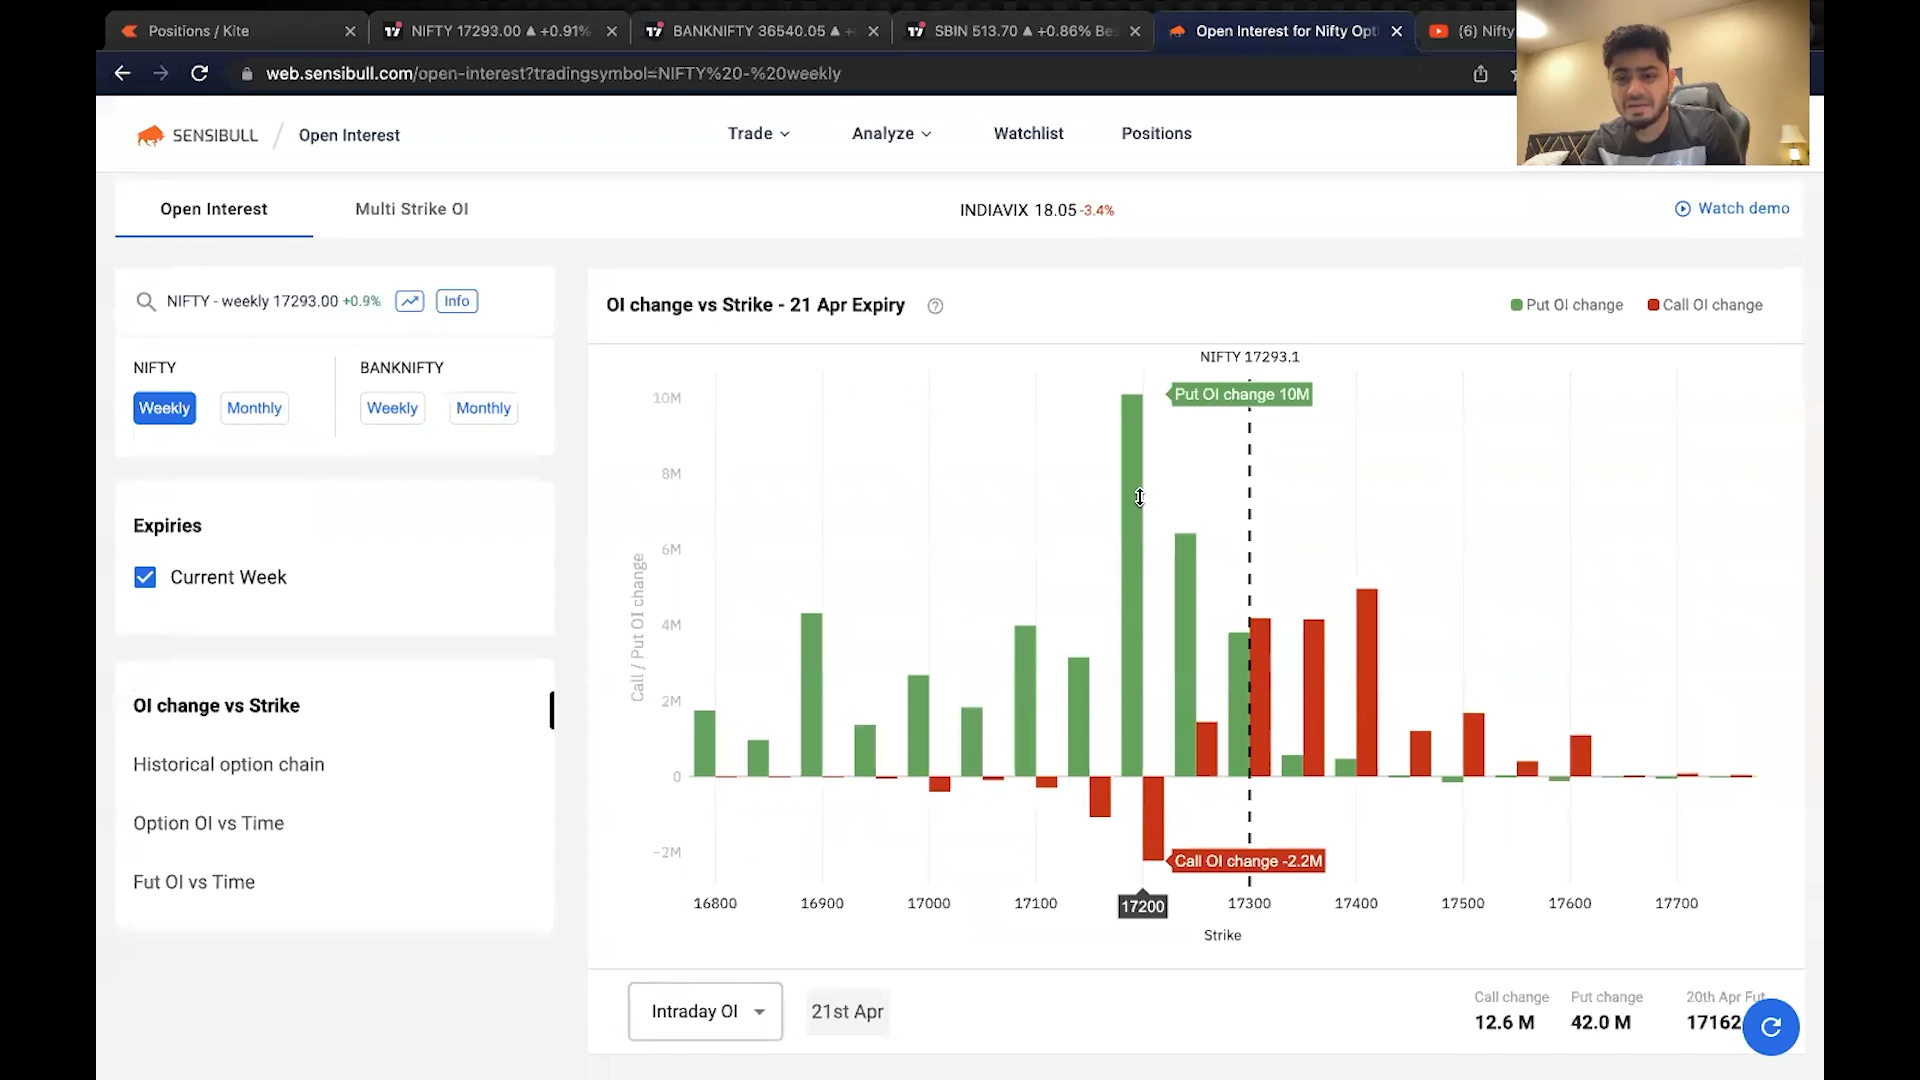 Positions / Kite
NIFTY 17293.00 ▲ +0.91%
BANKNIFTY 36540.05 ▲ +
SBIN 513.70 ▲ +0.86% Be
Open Interest for Nifty Opti
(6) Nifty
web.sensibull.com/open-interest?tradingsymbol=NIFTY%20-%20weekly
SENSIBULL / Open Interest
Trade
Analyze
Watchlist
Positions
Open Interest
Multi Strike OI
INDIAVIX 18.05 -3.4%
Watch demo
NIFTY - weekly 17293.00 +0.9%
Info
NIFTY
BANKNIFTY
Weekly
Monthly
Weekly
Monthly
Expiries
Current Week
OI change vs Strike
Historical option chain
Option OI vs Time
Fut OI vs Time
OI change vs Strike - 21 Apr Expiry
Put OI change
Call OI change
NIFTY 17293.1
Put OI change 10M
10M
8M
6M
4M
2M
0
-2M
Call / Put OI change
Call OI change -2.2M
16800
16900
17000
17100
17200
17300
17400
17500
17600
17700
Strike
Intraday OI
21st Apr
Call change
12.6 M
Put change
42.0 M
20th Apr Fut
17162